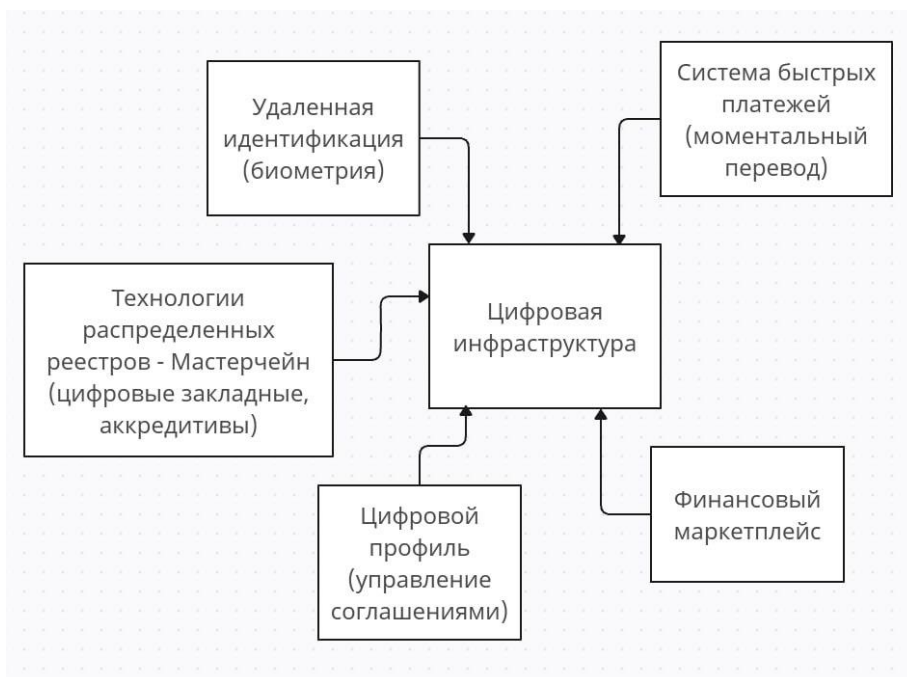 Удаленная
идентификация
(биометрия)
Система быстрых
платежей
(моментальный
перевод)
Технологии
распределенных
реестров - Мастерчейн
(цифровые закладные,
аккредитивы)
Цифровая
инфраструктура
Цифровой
профиль
(управление
соглашениями)
Финансовый
маркетплейс